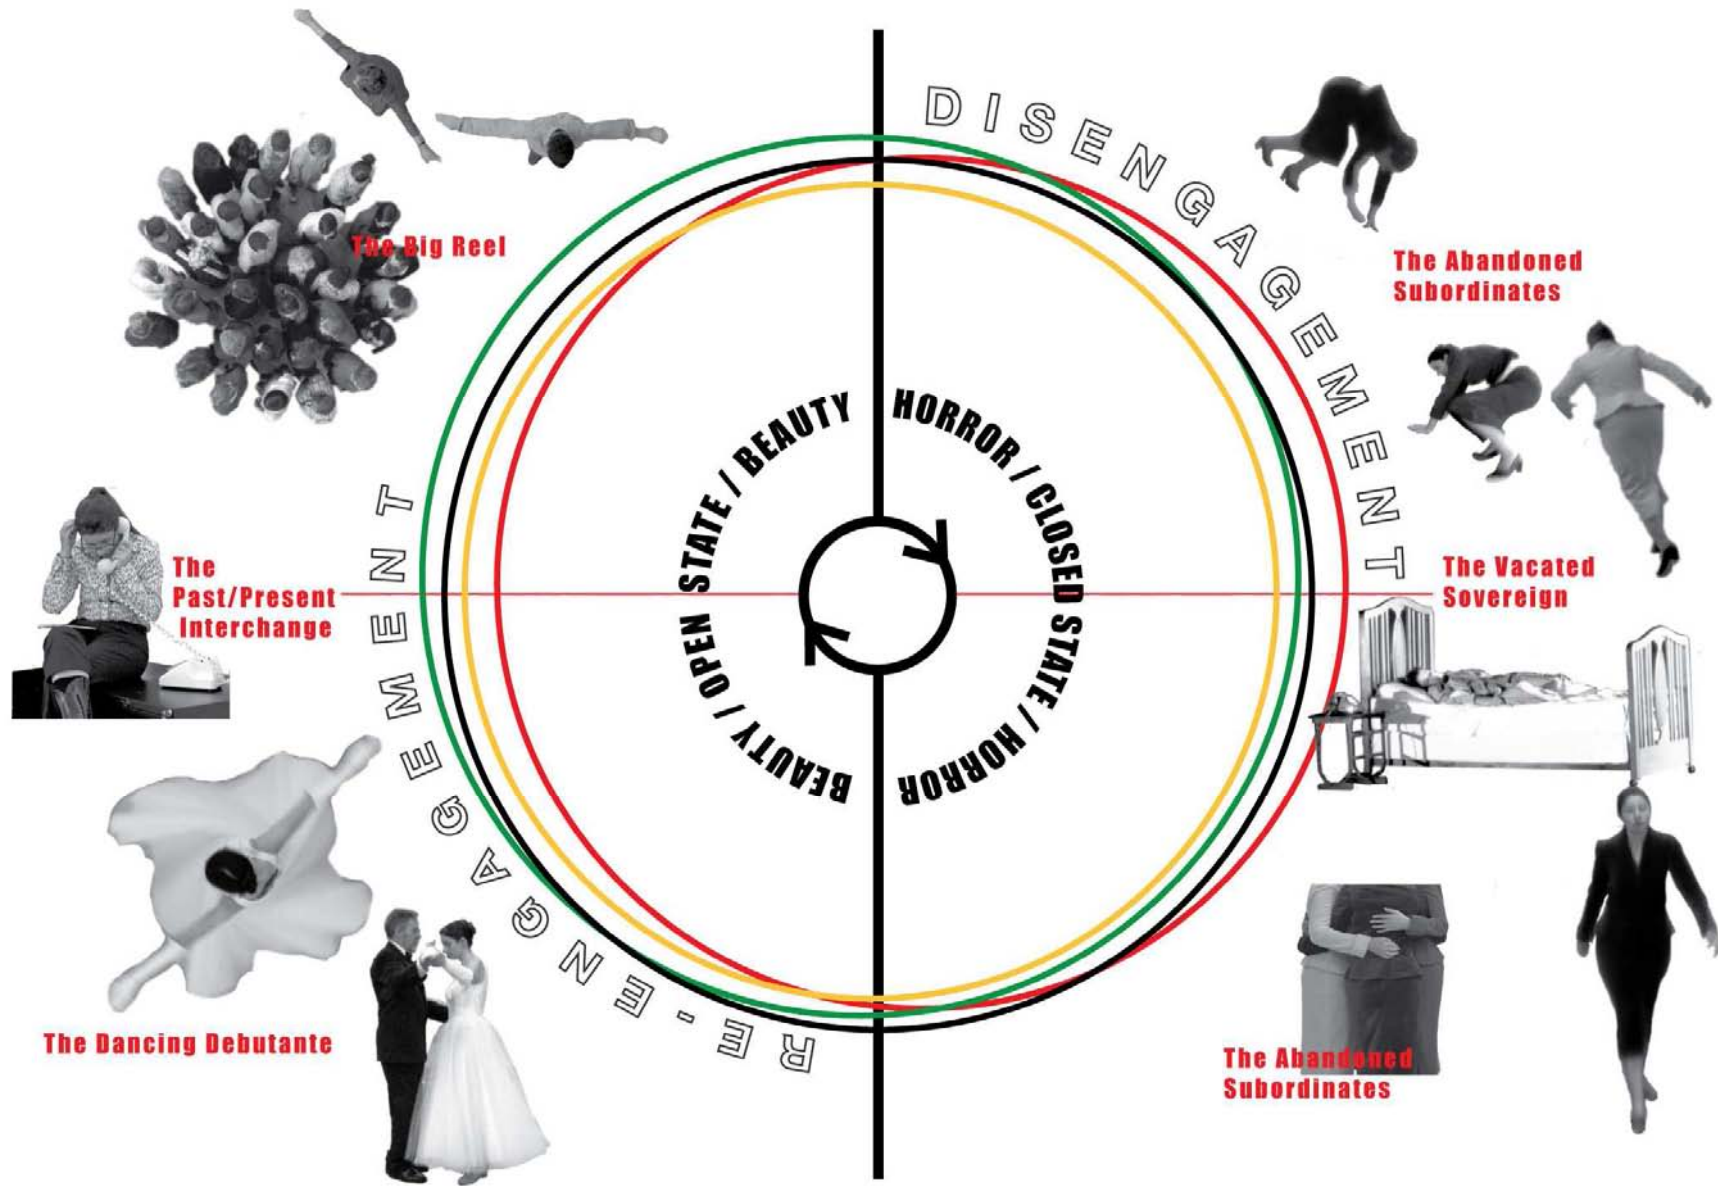 DISENGAGEMENT
The Big Reel
The Abandoned
Subordinates
BEAUTY / OPEN STATE / BEAUTY
HORROR / CLOSED STATE / HORROR
The
Past/Present
Interchange
The Vacated
Sovereign
RE-ENGAGEMENT
The Dancing Debutante
The Abandoned
Subordinates